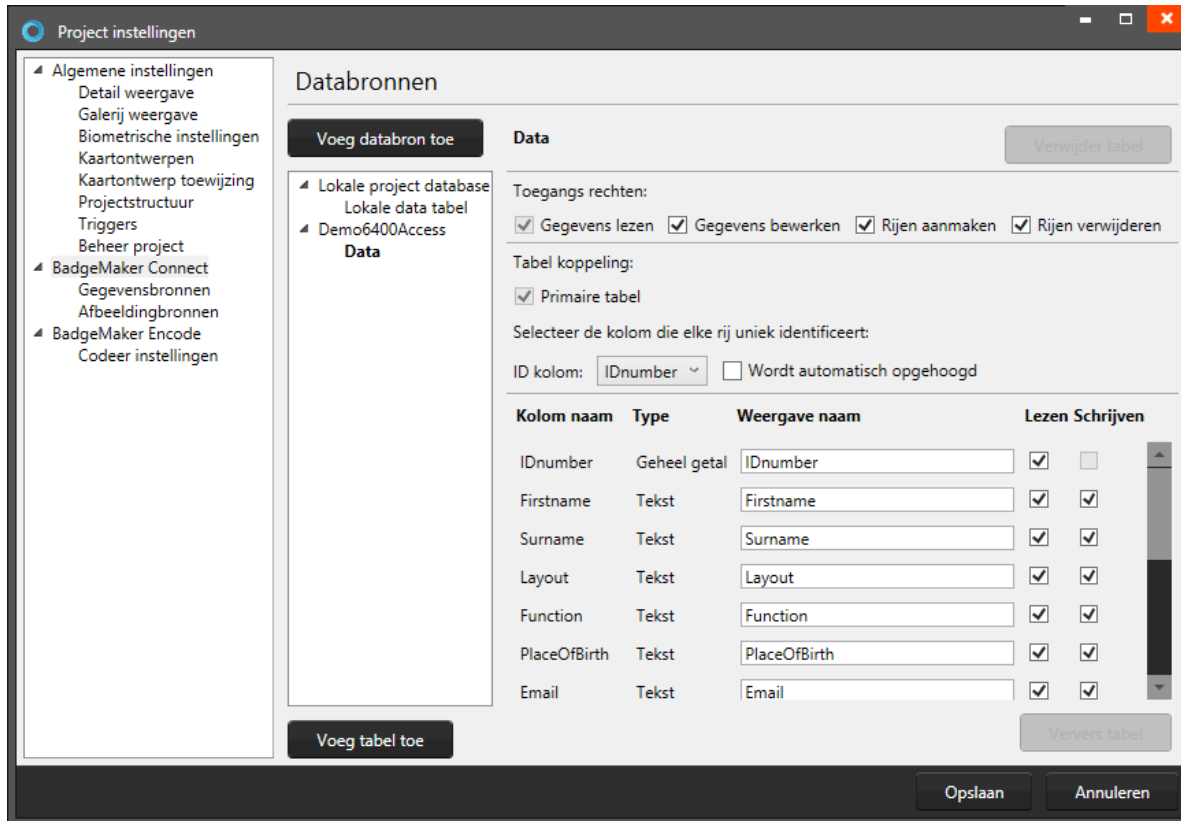 Project instellingen
Algemene instellingen
Detail weergave
Galerij weergave
Biometrische instellingen
Kaartontwerpen
Kaartontwerp toewijzing
Projectstructuur
Triggers
Beheer project
BadgeMaker Connect
Gegevensbronnen
Afbeeldingbronnen
BadgeMaker Encode
Codeer instellingen
Databronnen
Voeg databron toe
Lokale project database
Lokale data tabel
Demo6400Access
Data
Voeg tabel toe
Data
Verwijder tabel
Toegangs rechten:
Gegevens lezen Gegevens bewerken Rijen aanmaken Rijen verwijderen
Tabel koppeling:
Primaire tabel
Selecteer de kolom die elke rij uniek identificeert:
ID kolom: IDnumber Wordt automatisch opgehoogd
Kolom naam Type Weergave naam Lezen Schrijven
IDnumber Geheel getal IDnumber
Firstname Tekst Firstname
Surname Tekst Surname
Layout Tekst Layout
Function Tekst Function
PlaceOfBirth Tekst PlaceOfBirth
Email Tekst Email
Ververs tabel
Opslaan Annuleren